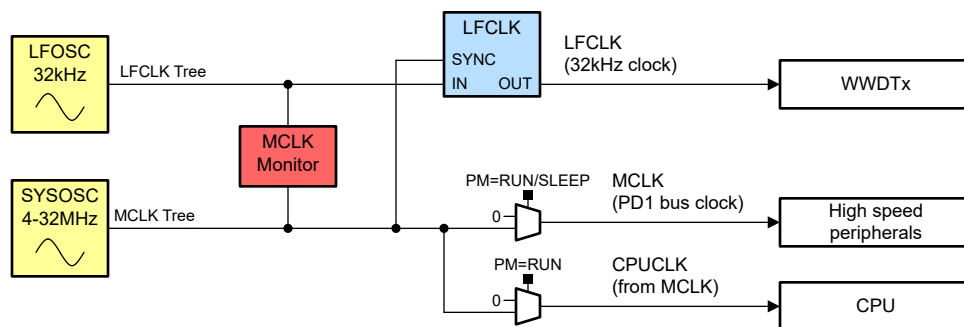 LFOSC
32kHz
LFCLK Tree
LFCLK
SYNC
IN OUT
LFCLK
(32kHz clock)
WWDTx
MCLK
Monitor
SYSOSC
4-32MHz
MCLK Tree
PM=RUN/SLEEP
0
MCLK
(PD1 bus clock)
High speed
peripherals
PM=RUN
0
CPUCLK
(from MCLK)
CPU